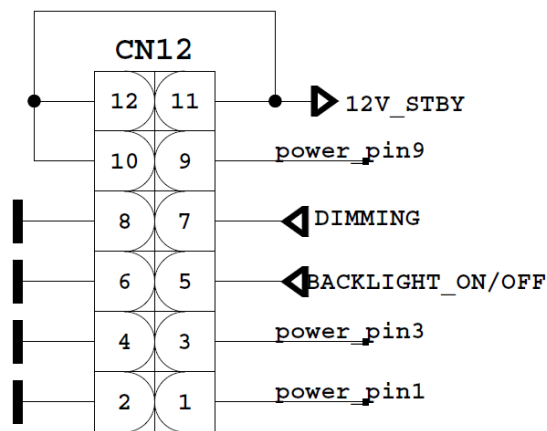 CN12
12 11 12V_STBY
10 9 power_pin9
8 7 DIMMING
6 5 BACKLIGHT_ON/OFF
4 3 power_pin3
2 1 power_pin1